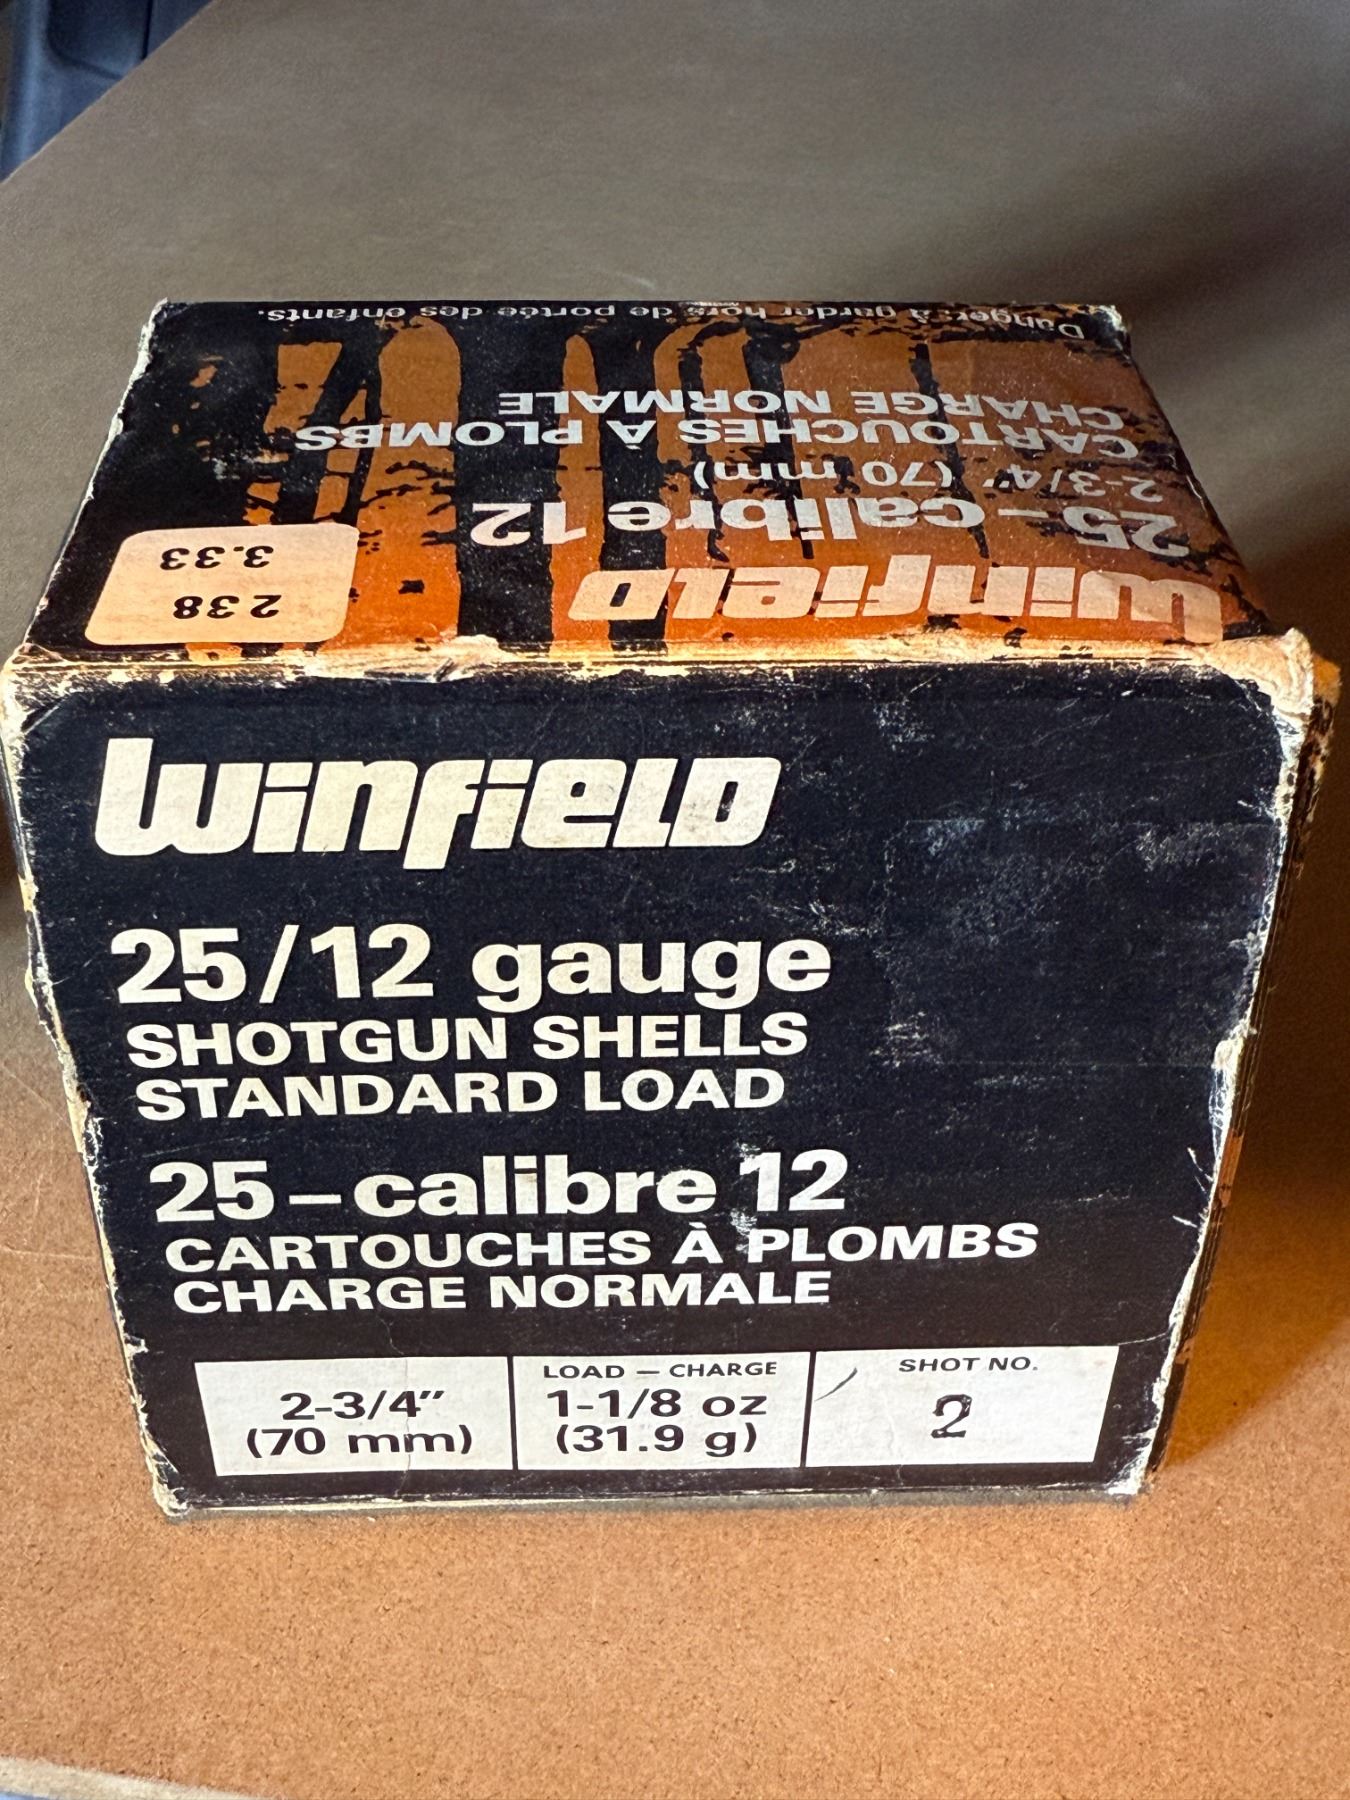 Danger: à garder hors de portée des enfants.
WINFIELD
25-calibre 12
2-3/4" (70 mm)
CARTOUCHES À PLOMBS
CHARGE NORMALE
238
3.33
WINFIELD
25/12 gauge
SHOTGUN SHELLS
STANDARD LOAD
25-calibre 12
CARTOUCHES À PLOMBS
CHARGE NORMALE
2-3/4"
(70 mm)
LOAD – CHARGE
1-1/8 oz
(31.9 g)
SHOT NO.
2